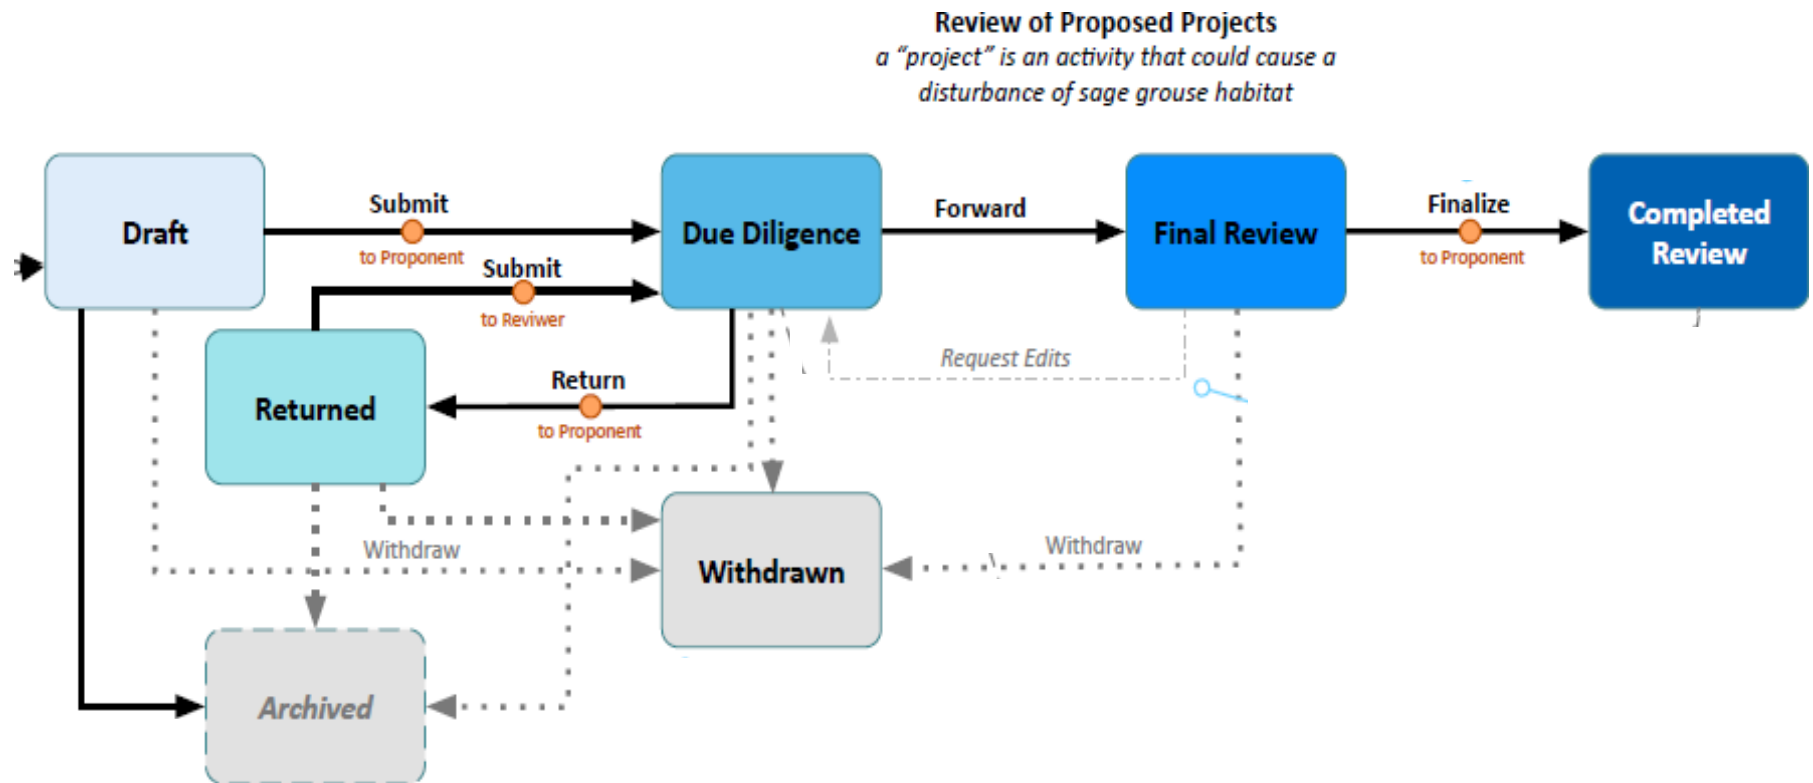 Review of Proposed Projects
a “project” is an activity that could cause a
disturbance of sage grouse habitat
Draft
Submit
to Proponent
Due Diligence
Forward
Final Review
Finalize
to Proponent
Completed
Review
Submit
to Reviwer
Returned
Return
to Proponent
Request Edits
Withdraw
Withdrawn
Withdraw
Archived